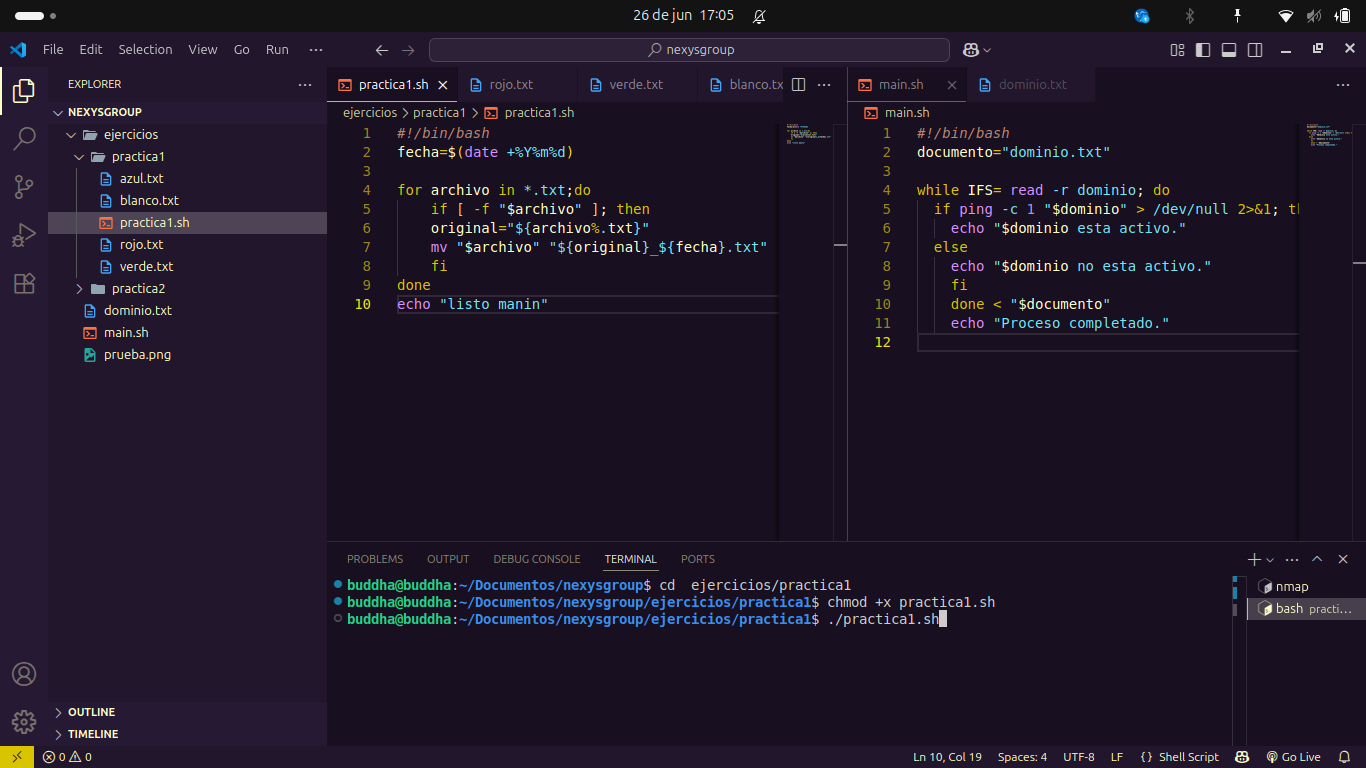 26 de jun 17:05
File Edit Selection View Go Run ···
nexysgroup
EXPLORER
NEXYSGROUP
ejercicios
practica1
azul.txt
blanco.txt
practica1.sh
rojo.txt
verde.txt
practica2
dominio.txt
main.sh
prueba.png
OUTLINE
TIMELINE
practica1.sh rojo.txt verde.txt blanco.tx
ejercicios > practica1 > practica1.sh
1 #!/bin/bash
2 fecha=$(date +%Y%m%d)
3
4 for archivo in *.txt;do
5 if [ -f "$archivo" ]; then
6 original="${archivo%.txt}"
7 mv "$archivo" "${original}_${fecha}.txt"
8 fi
9 done
10 echo "listo manin"
main.sh dominio.txt
main.sh
1 #!/bin/bash
2 documento="dominio.txt"
3
4 while IFS= read -r dominio; do
5 if ping -c 1 "$dominio" > /dev/null 2>&1; th
6 echo "$dominio esta activo."
7 else
8 echo "$dominio no esta activo."
9 fi
10 done < "$documento"
11 echo "Proceso completado."
12
PROBLEMS OUTPUT DEBUG CONSOLE TERMINAL PORTS
buddha@buddha:~/Documentos/nexysgroup$ cd  ejercicios/practica1
buddha@buddha:~/Documentos/nexysgroup/ejercicios/practica1$ chmod +x practica1.sh
buddha@buddha:~/Documentos/nexysgroup/ejercicios/practica1$ ./practica1.sh
nmap
bash practi...
0 0
Ln 10, Col 19 Spaces: 4 UTF-8 LF {} Shell Script Go Live